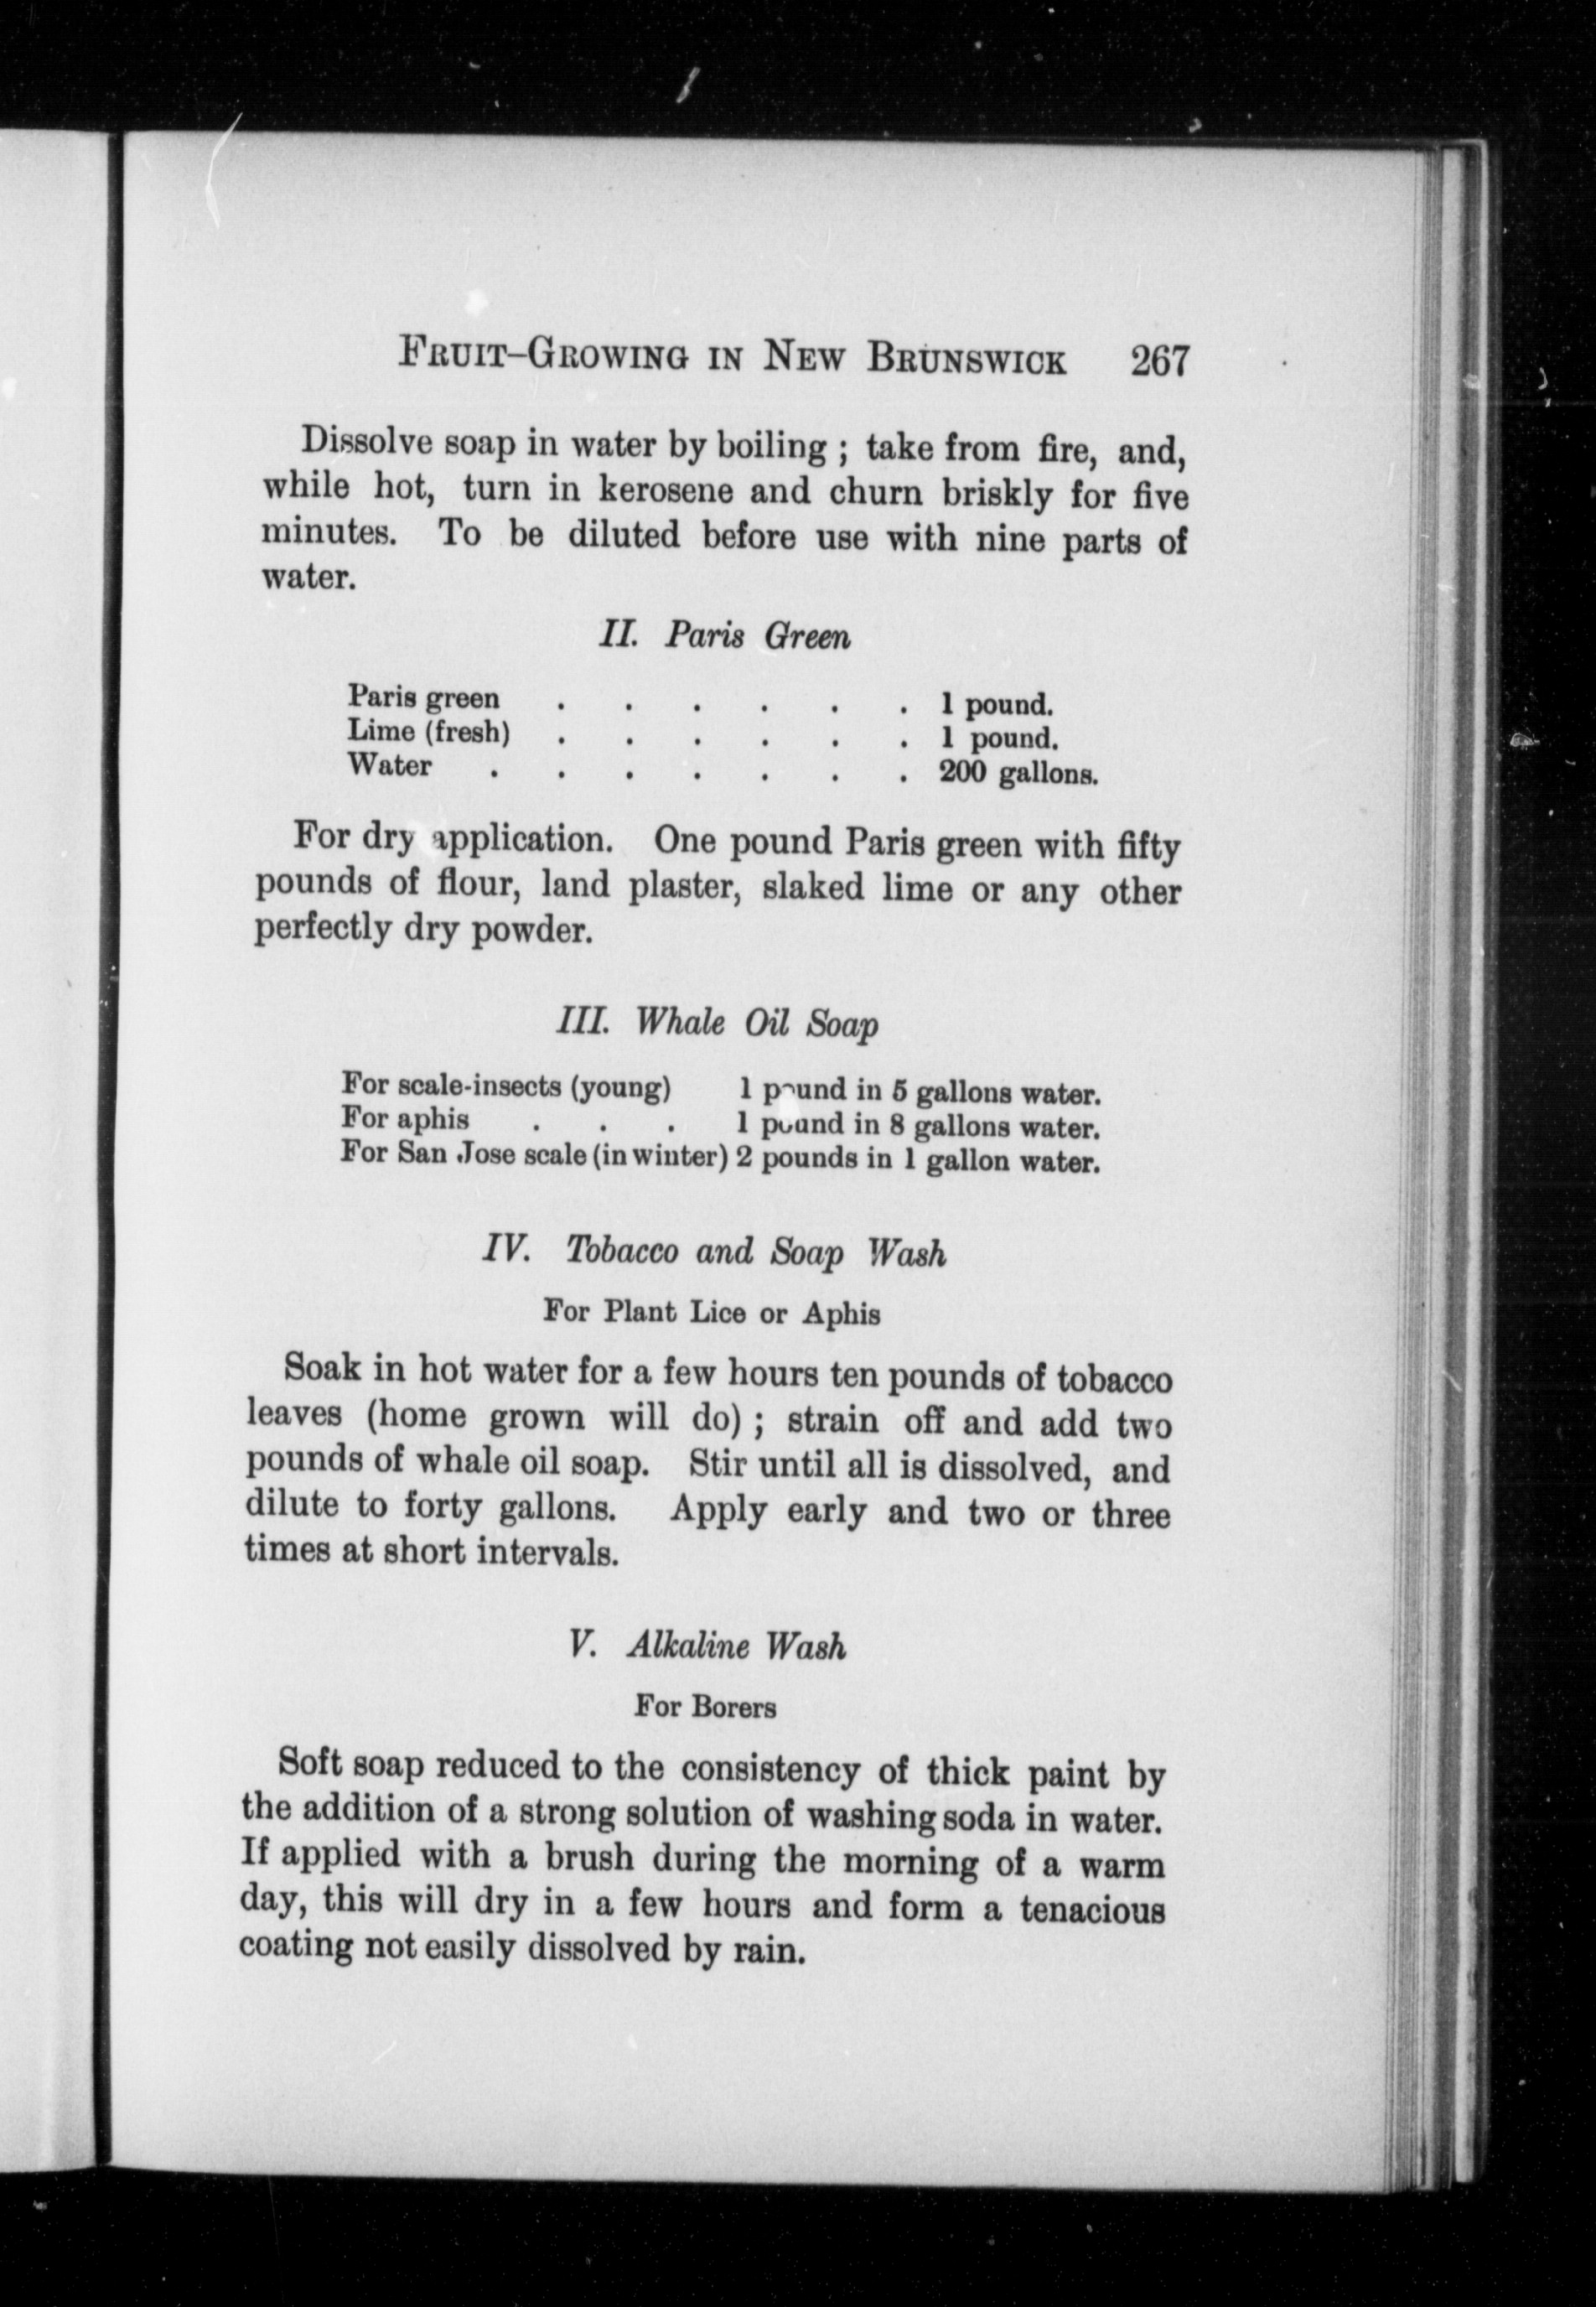 FRUIT-GROWING IN NEW BRUNSWICK 267
Dissolve soap in water by boiling ; take from fire, and,
while hot, turn in kerosene and churn briskly for five
minutes. To be diluted before use with nine parts of
water.
II. Paris Green
Paris green . . . . . . 1 pound.
Lime (fresh) . . . . . . 1 pound.
Water . . . . . . . 200 gallons.
For dry application. One pound Paris green with fifty
pounds of flour, land plaster, slaked lime or any other
perfectly dry powder.
III. Whale Oil Soap
For scale-insects (young) 1 pound in 5 gallons water.
For aphis . . . 1 pound in 8 gallons water.
For San Jose scale (in winter) 2 pounds in 1 gallon water.
IV. Tobacco and Soap Wash
For Plant Lice or Aphis
Soak in hot water for a few hours ten pounds of tobacco
leaves (home grown will do) ; strain off and add two
pounds of whale oil soap. Stir until all is dissolved, and
dilute to forty gallons. Apply early and two or three
times at short intervals.
V. Alkaline Wash
For Borers
Soft soap reduced to the consistency of thick paint by
the addition of a strong solution of washing soda in water.
If applied with a brush during the morning of a warm
day, this will dry in a few hours and form a tenacious
coating not easily dissolved by rain.